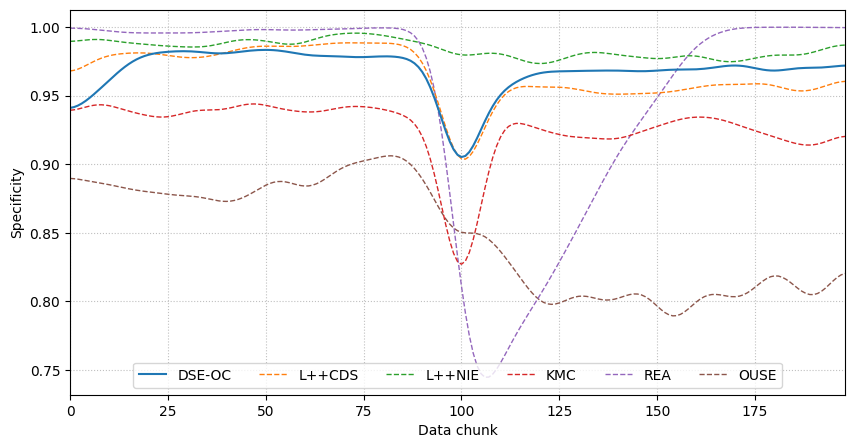 1.00
0.95
0.90
0.85
0.80
0.75
Specificity
DSE-OC L++CDS L++NIE KMC REA OUSE
0 25 50 75 100 125 150 175
Data chunk